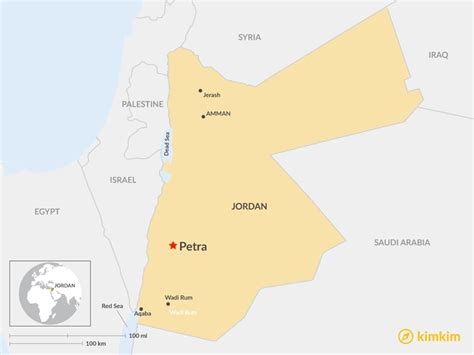 SYRIA
IRAQ
Jerash
AMMAN
PALESTINE
Dead Sea
ISRAEL
JORDAN
EGYPT
Petra
SAUDI ARABIA
JORDAN
Wadi Rum
Red Sea
Wadi Rum
Aqaba
100 mi
100 km
kimkim